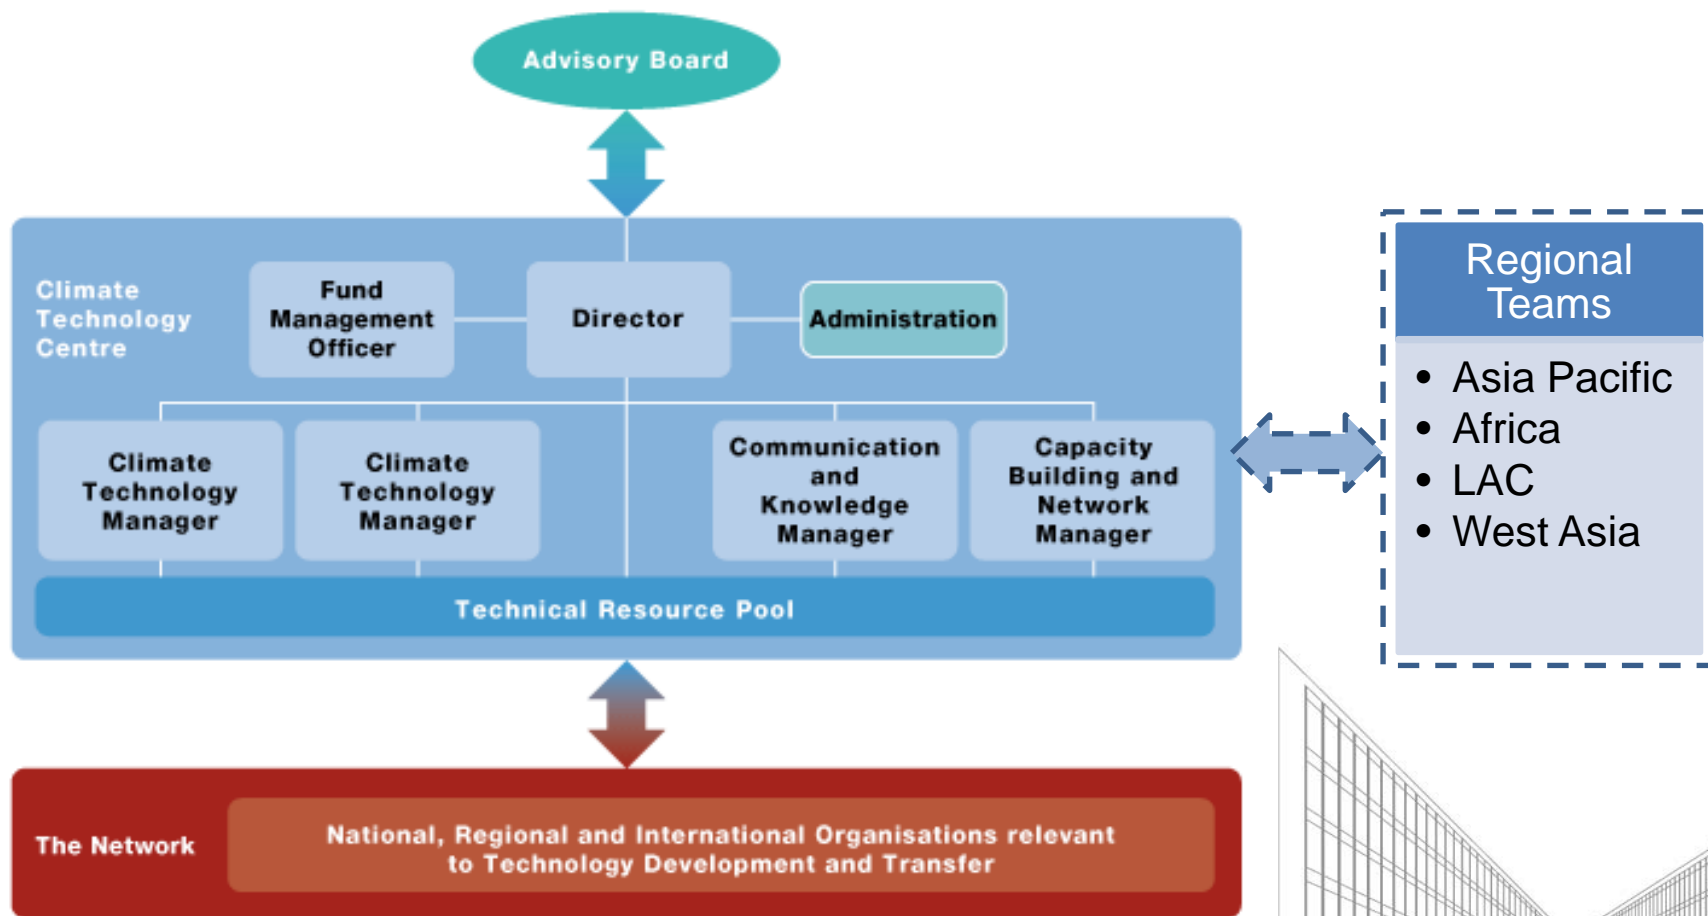 Advisory Board
Climate
Technology
Centre
Fund
Management
Officer
Director
Administration
Climate
Technology
Manager
Climate
Technology
Manager
Communication
and
Knowledge
Manager
Capacity
Building and
Network
Manager
Technical Resource Pool
Regional
Teams
• Asia Pacific
• Africa
• LAC
• West Asia
The Network
National, Regional and International Organisations relevant
to Technology Development and Transfer